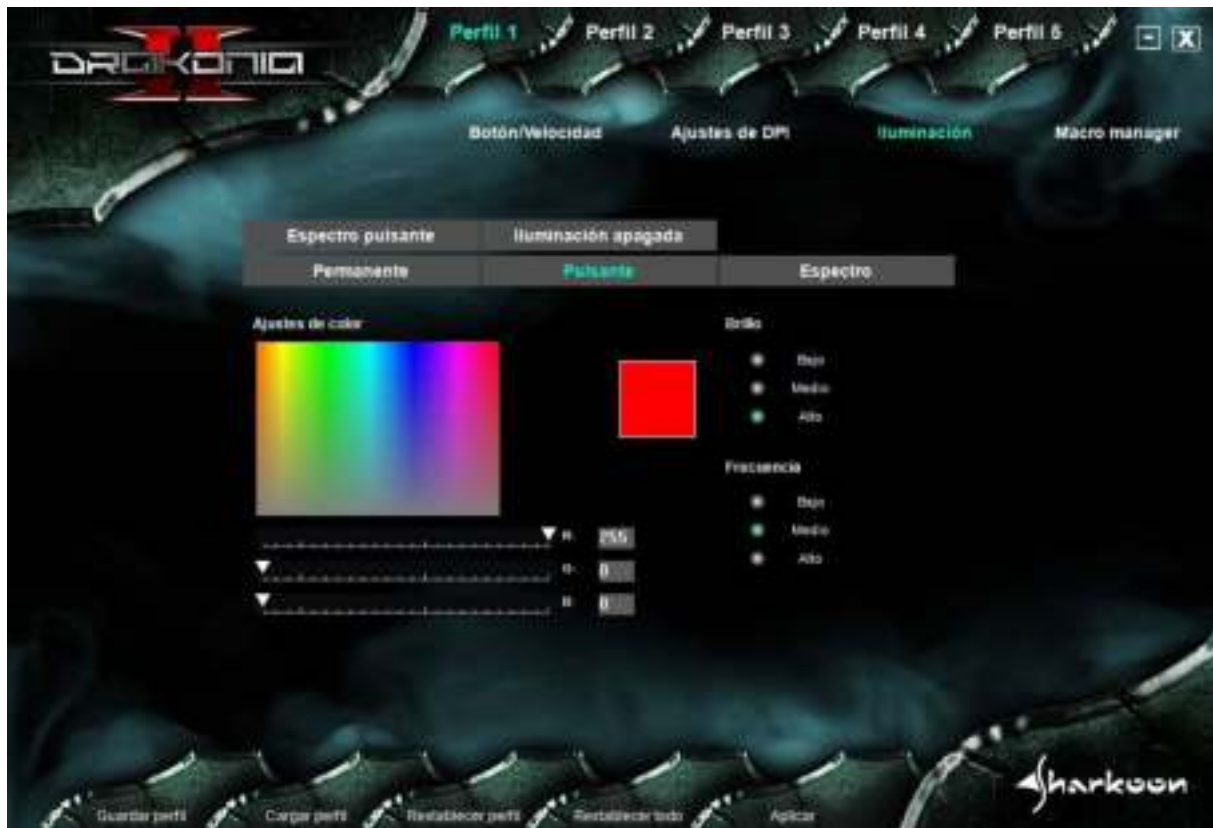 DRAKONIA II
Perfil 1
Perfil 2
Perfil 3
Perfil 4
Perfil 5
- X
Botón/Velocidad
Ajustes de DPI
Iluminación
Macro manager
Espectro pulsante
Iluminación apagada
Permanente
Pulsante
Espectro
Ajustes de color
Brillo
Bajo
Medio
Alto
Frecuencia
Bajo
Medio
Alto
R: 255
G: 0
B: 0
Guardar perfil
Cargar perfil
Restablecer perfil
Restablecer todo
Aplicar
Sharkoon